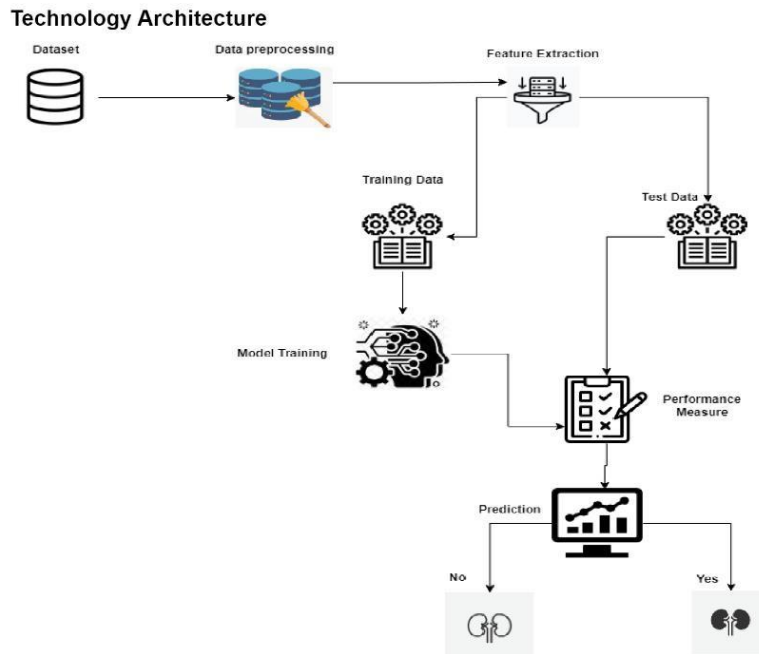 Technology Architecture
Dataset
Data preprocessing
Feature Extraction
Training Data
Test Data
Model Training
Performance
Measure
Prediction
No
Yes